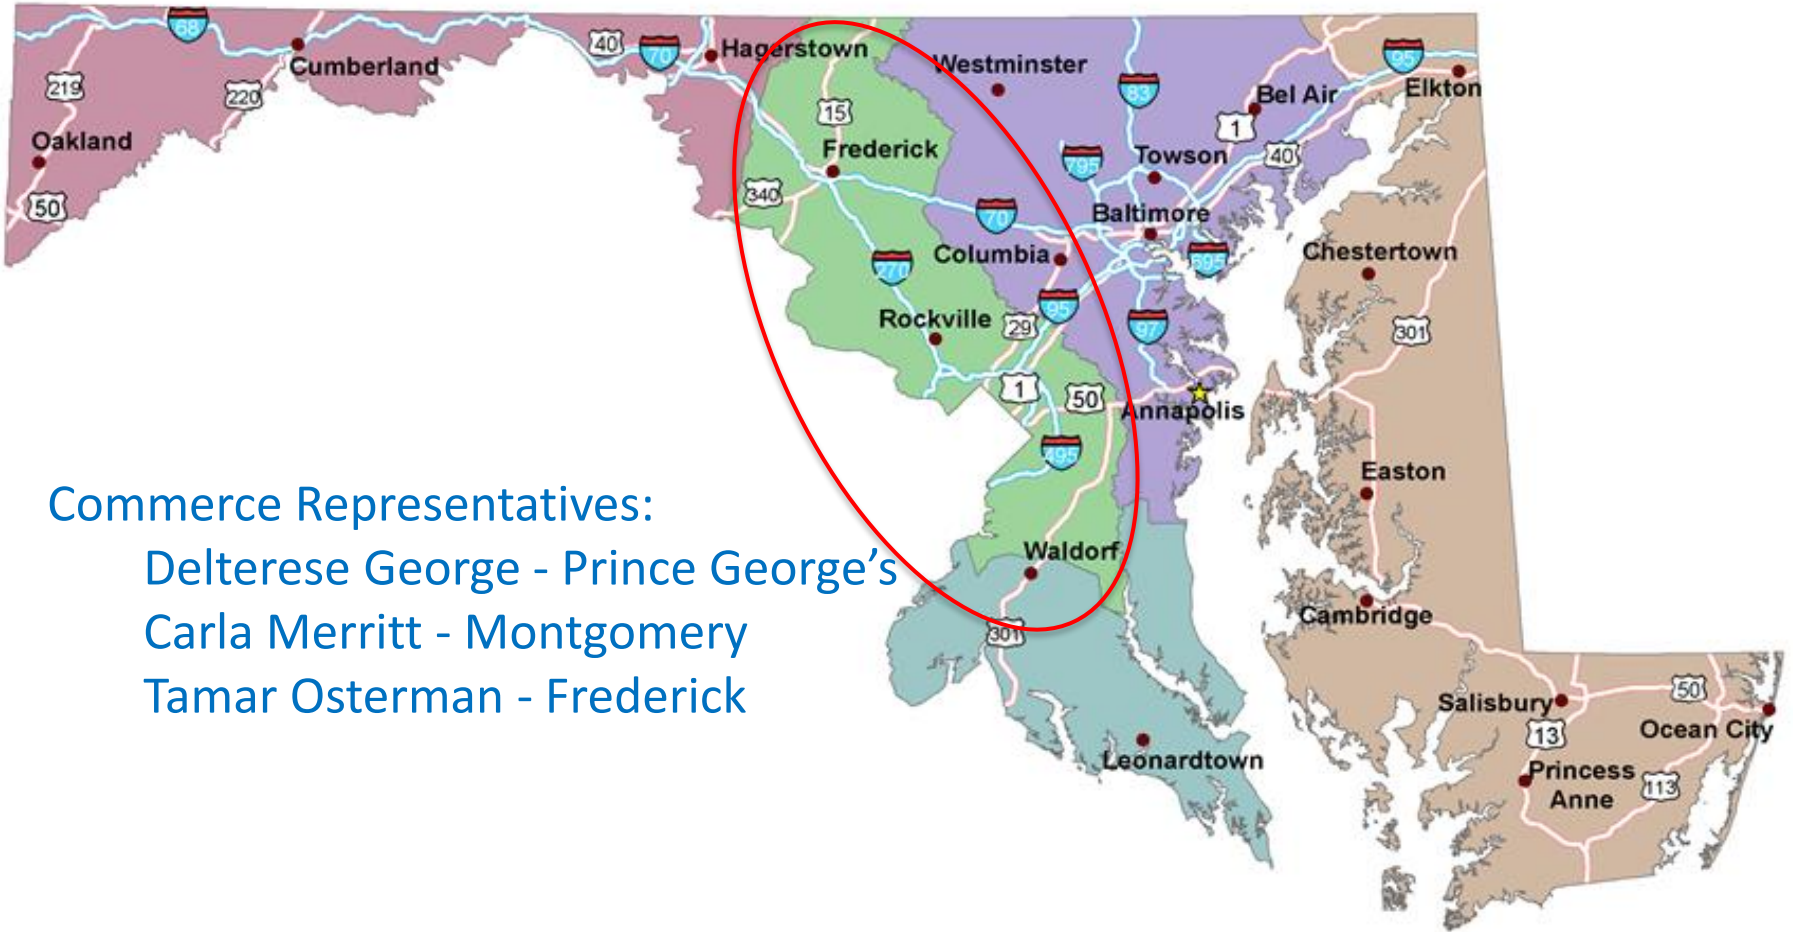 68
40
70
Hagerstown
Cumberland
219
220
Oakland
50
Westminster
83
95
Elkton
Bel Air
1
40
15
Frederick
795
Towson
340
70
Baltimore
Columbia
695
Chestertown
270
95
97
Rockville
29
301
1
50
Annapolis
495
Easton
Commerce Representatives:
Delterese George - Prince George’s
Carla Merritt - Montgomery
Tamar Osterman - Frederick
Waldorf
301
Cambridge
Salisbury
50
13
Ocean City
Leonardtown
Princess
Anne
113